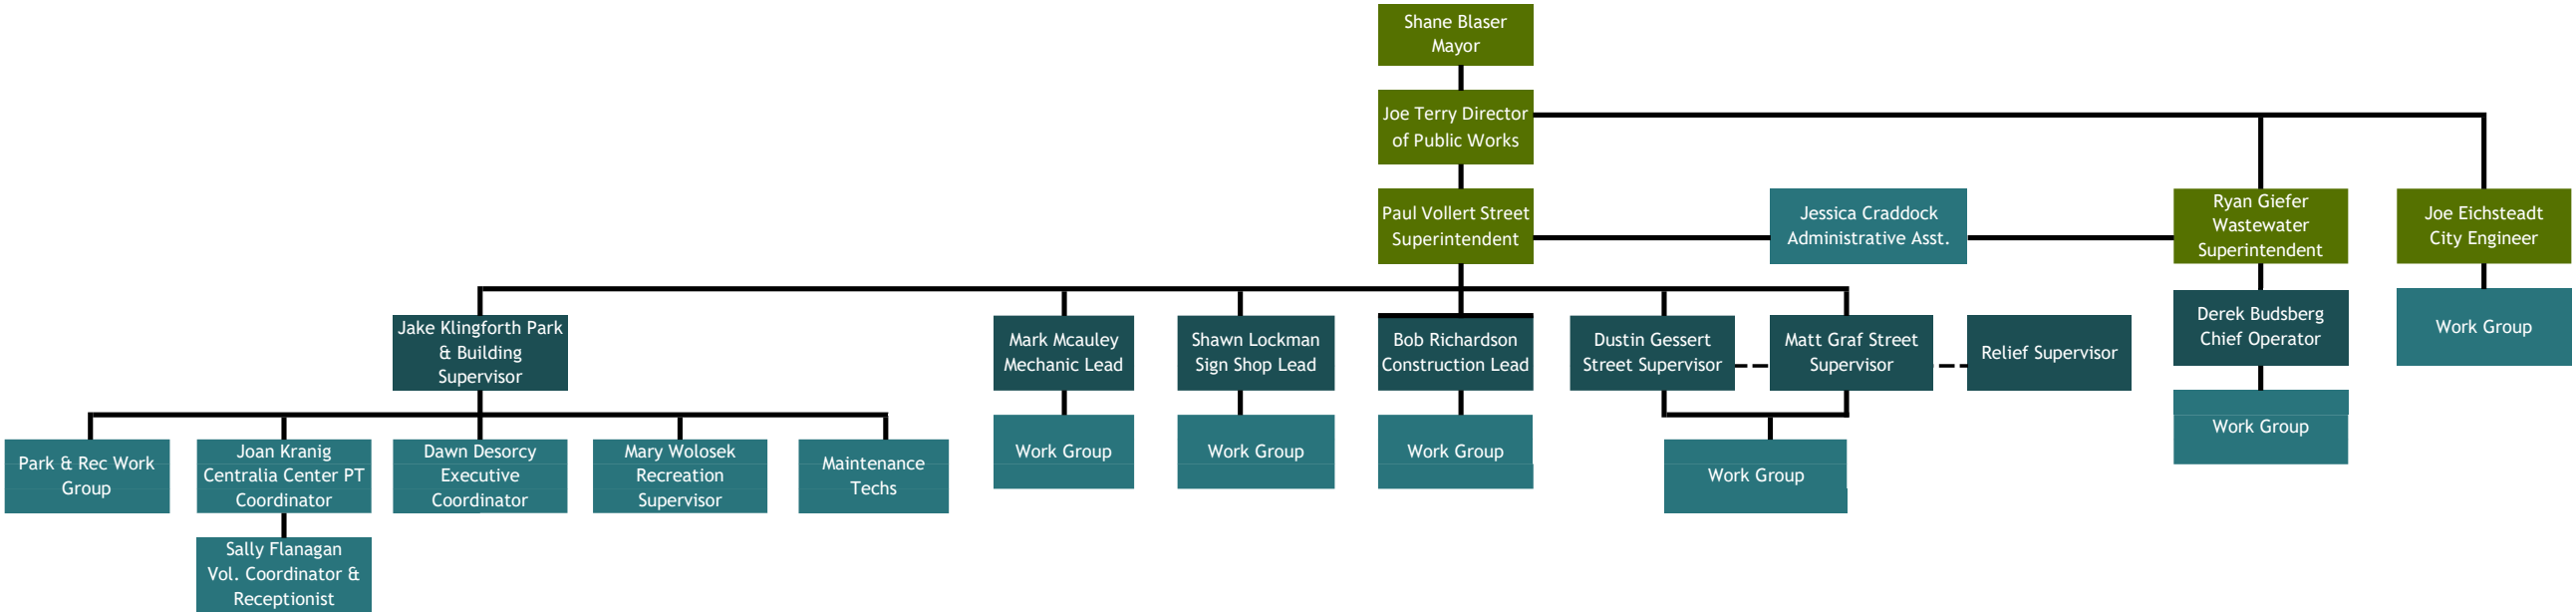 Shane Blaser
Mayor
Joe Terry Director
of Public Works
Paul Vollert Street
Superintendent
Jessica Craddock
Administrative Asst.
Ryan Giefer
Wastewater
Superintendent
Joe Eichsteadt
City Engineer
Jake Klingforth Park
& Building
Supervisor
Mark Mcauley
Mechanic Lead
Shawn Lockman
Sign Shop Lead
Bob Richardson
Construction Lead
Dustin Gessert
Street Supervisor
Matt Graf Street
Supervisor
Relief Supervisor
Derek Budsberg
Chief Operator
Work Group
Park & Rec Work
Group
Joan Kranig
Centralia Center PT
Coordinator
Dawn Desorcy
Executive
Coordinator
Mary Wolosek
Recreation
Supervisor
Maintenance
Techs
Work Group
Work Group
Work Group
Work Group
Work Group
Sally Flanagan
Vol. Coordinator &
Receptionist